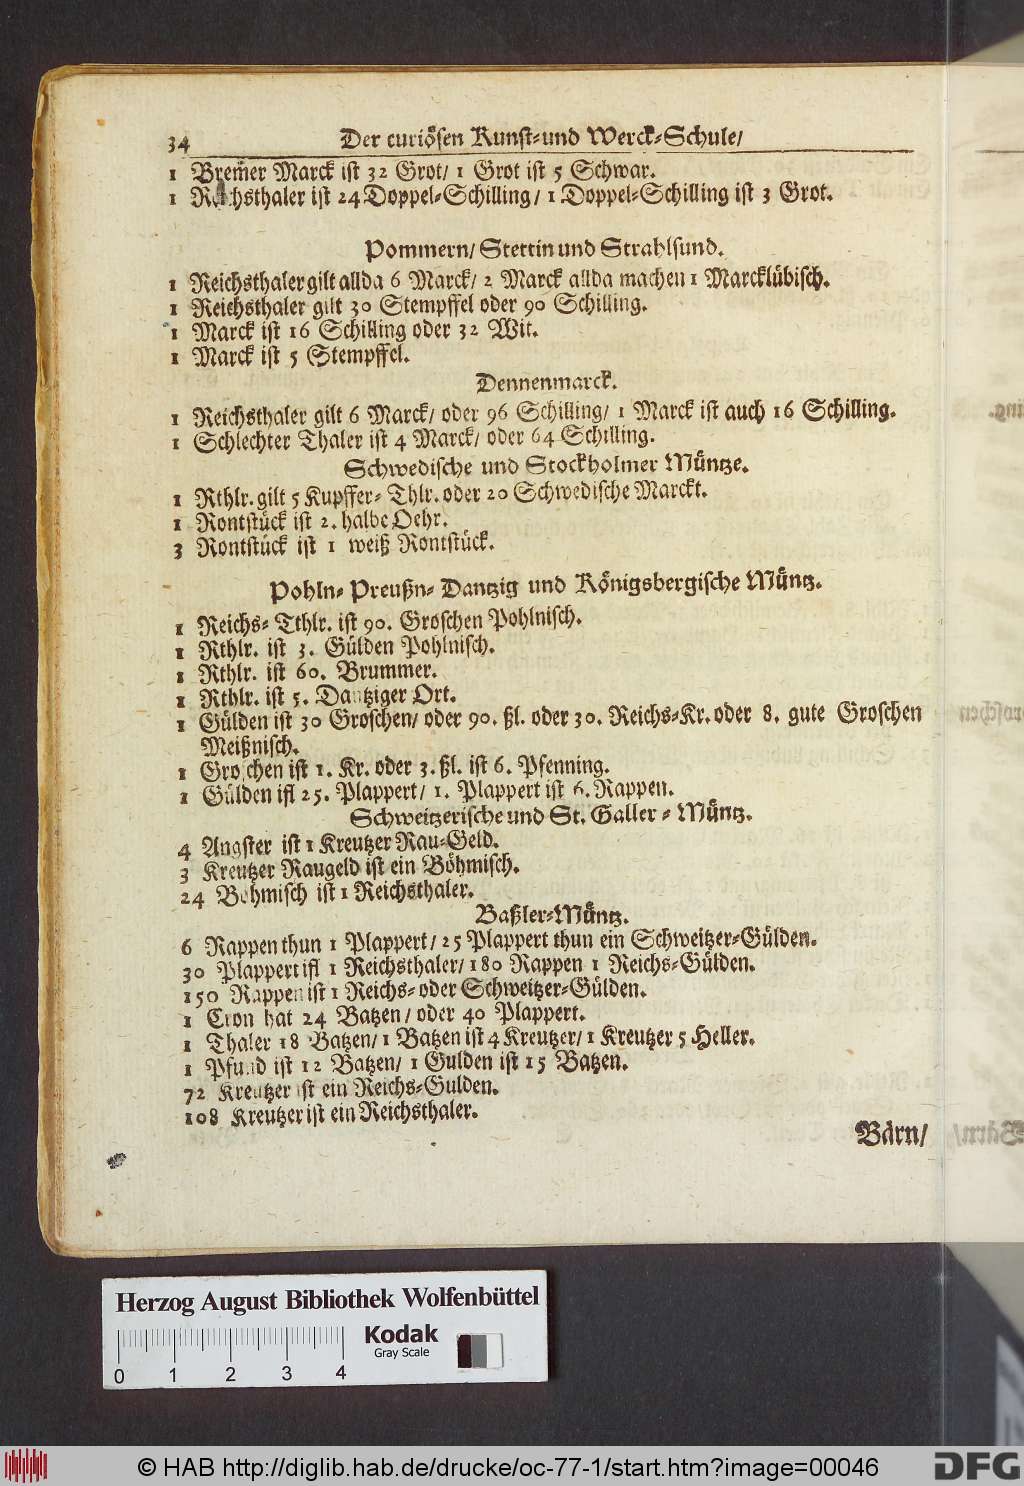 34 Der curiösen Kunst-und Werck-Schule/
1 Brem̃er Marck ist 32 Grot/ 1 Grot ist 5 Schwar.
1 Reichsthaler ist 24 Doppel-Schilling/ 1 Doppel-Schilling ist 3 Grot.
Pommern/ Stettin und Strahlsund.
1 Reichsthaler gilt allda 6 Marck/ 2 Marck allda machen 1 Marck lübisch.
1 Reichsthaler gilt 30 Stempffel oder 90 Schilling.
1 Marck ist 16 Schilling oder 32 Wit.
1 Marck ist 5 Stempffel.
Dennenmarck.
1 Reichsthaler gilt 6 Marck/ oder 96 Schilling/ 1 Marck ist auch 16 Schilling.
1 Schlechter Thaler ist 4 Marck/ oder 64 Schilling.
Schwedische und Stockholmer Müntze.
1 Rthlr. gilt 5 Kupffer- Thlr. oder 20 Schwedische Marckt.
1 Rontstück ist 2. halbe Oehr.
3 Rontstück ist 1 weiß Rontstück.
Pohln- Preußn- Dantzig und Königsbergische Müntz.
1 Reichs- Tthlr. ist 90. Groschen Pohlnisch.
1 Rthlr. ist 3. Gülden Pohlnisch.
1 Rthlr. ist 60. Brummer.
1 Rthlr. ist 5. Dantziger Ort.
1 Gülden ist 30 Groschen/ oder 90. ßl. oder 30. Reichs-Kr. oder 8. gute Groschen
Meißnisch.
1 Groschen ist 1. Kr. oder 3. ßl. ist 6. Pfenning.
1 Gülden ist 25. Plappert/ 1. Plappert ist 6. Rappen.
Schweitzerische und St. Galler - Müntz.
4 Angster ist 1 Kreutzer Rau-Geld.
3 Kreutzer Raugeld ist ein Böhmisch.
24 Böhmisch ist 1 Reichsthaler.
Baßler-Müntz.
6 Rappen thun 1 Plappert/ 25 Plappert thun ein Schweitzer-Gülden.
30 Plappert ist 1 Reichsthaler/ 180 Rappen 1 Reichs-Gülden.
150 Rappen ist 1 Reichs- oder Schweitzer-Gülden.
1 Cron hat 24 Batzen/ oder 40 Plappert.
1 Thaler 18 Batzen/ 1 Batzen ist 4 Kreutzer/ 1 Kreutzer 5 Heller.
1 Pfund ist 12 Batzen/ 1 Gulden ist 15 Batzen.
72 Kreutzer ist ein Reichs-Gulden.
108 Kreutzer ist ein Reichsthaler.
Bärn/
Herzog August Bibliothek Wolfenbüttel
Kodak
Gray Scale
0 1 2 3 4
© HAB http://diglib.hab.de/drucke/oc-77-1/start.htm?image=00046
DFG